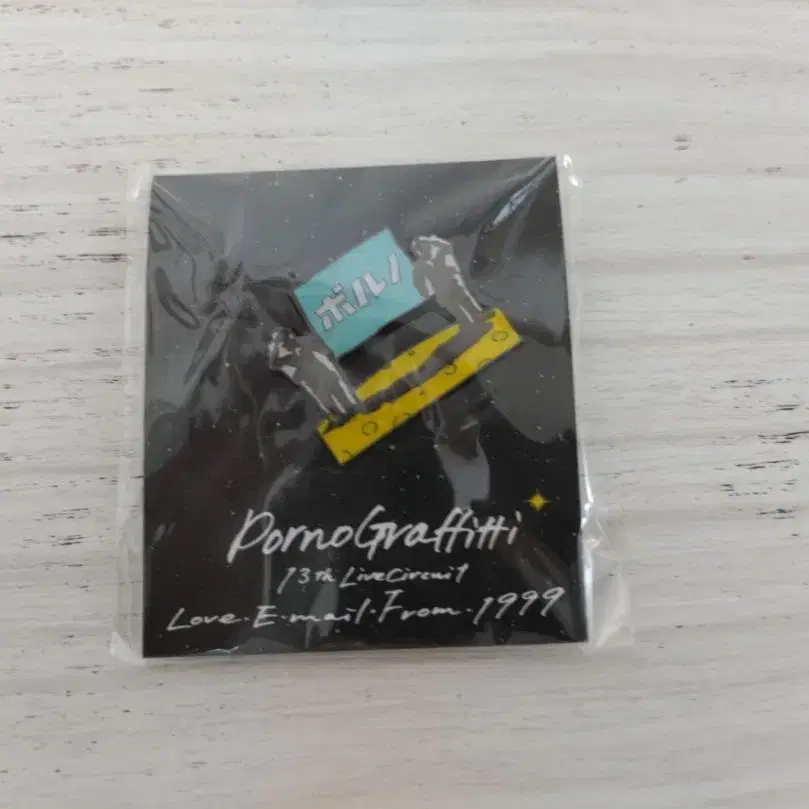 ポルノ
PornoGraffitti
13th LiveCircuit
Love・E-mail・From・1999